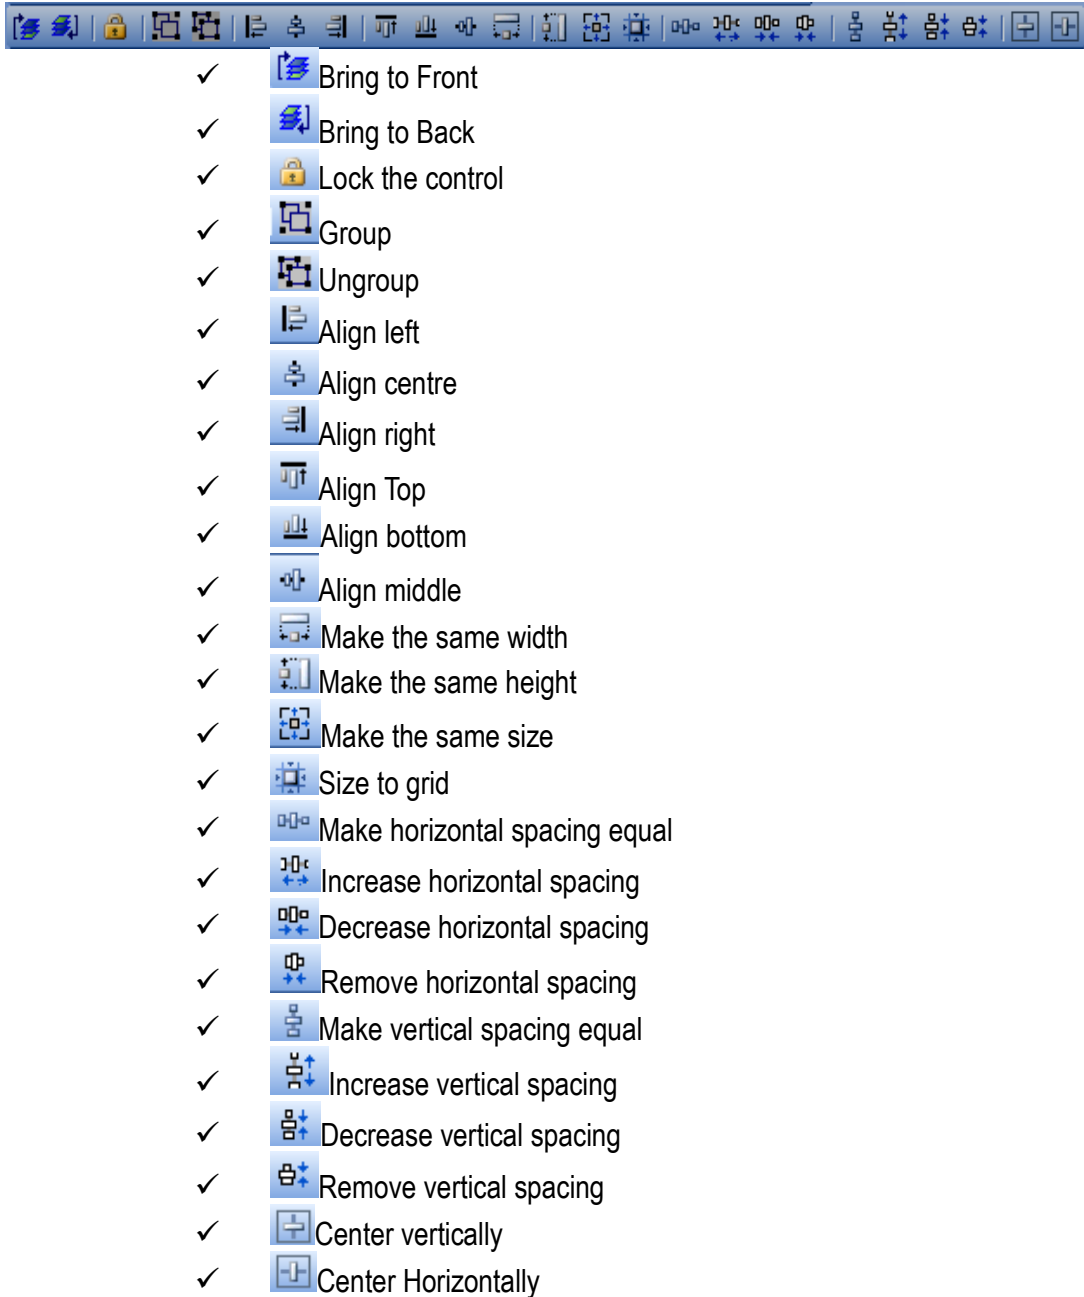 ✓ Bring to Front
✓ Bring to Back
✓ Lock the control
✓ Group
✓ Ungroup
✓ Align left
✓ Align centre
✓ Align right
✓ Align Top
✓ Align bottom
✓ Align middle
✓ Make the same width
✓ Make the same height
✓ Make the same size
✓ Size to grid
✓ Make horizontal spacing equal
✓ Increase horizontal spacing
✓ Decrease horizontal spacing
✓ Remove horizontal spacing
✓ Make vertical spacing equal
✓ Increase vertical spacing
✓ Decrease vertical spacing
✓ Remove vertical spacing
✓ Center vertically
✓ Center Horizontally